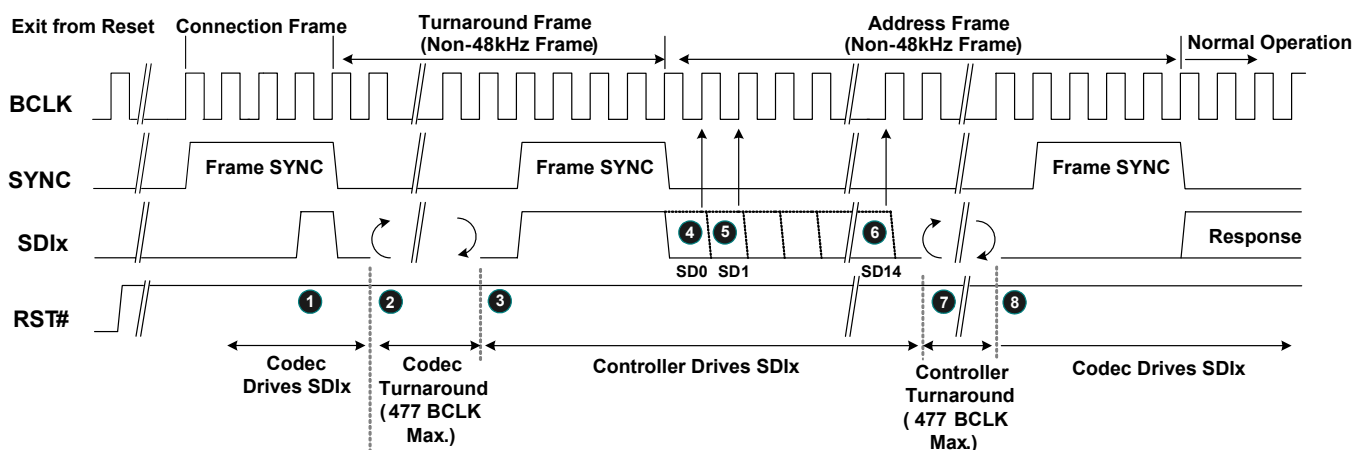 Exit from Reset
Connection Frame
Turnaround Frame
(Non-48kHz Frame)
Address Frame
(Non-48kHz Frame)
Normal Operation
BCLK
SYNC
Frame SYNC
Frame SYNC
Frame SYNC
SDIx
4
5
6
Response
SD0
SD1
SD14
RST#
1
2
3
7
8
Codec
Drives SDIx
Codec
Turnaround
(477 BCLK
Max.)
Controller Drives SDIx
Controller
Turnaround
( 477 BCLK
Max.)
Codec Drives SDIx